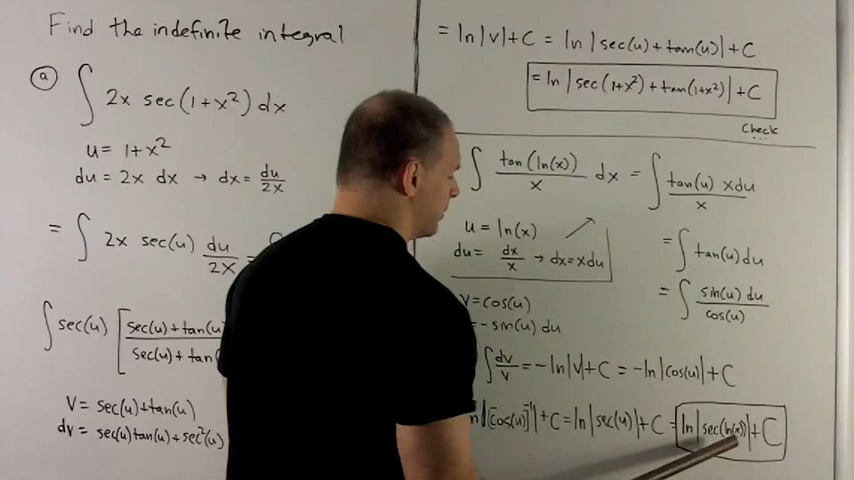 Find the indefinite integral
ⓐ ∫ 2x sec(1+x²) dx
u = 1+x²
du = 2x dx → dx = du/2x
= ∫ 2x sec(u) du/2x =
∫ sec(u) [ sec(u)+tan(u / sec(u)+tan(
v = sec(u)+tan(u)
dv = sec(u)tan(u)+sec²(u)
= ln|v|+C = ln|sec(u)+tan(u)|+C
= ln|sec(1+x²)+tan(1+x²)|+C
Check
∫ tan(ln(x))/x dx = ∫ tan(u) xdu/x
u = ln(x)
du = dx/x → dx=xdu
= ∫ tan(u)du
= ∫ sin(u)du/cos(u)
v=cos(u)
=-sin(u) du
∫ dv/v = -ln|v|+C = -ln|cos(u)|+C
n|[cos(u)]⁻¹|+C = ln|sec(u)|+C = ln|sec(ln(x))|+C